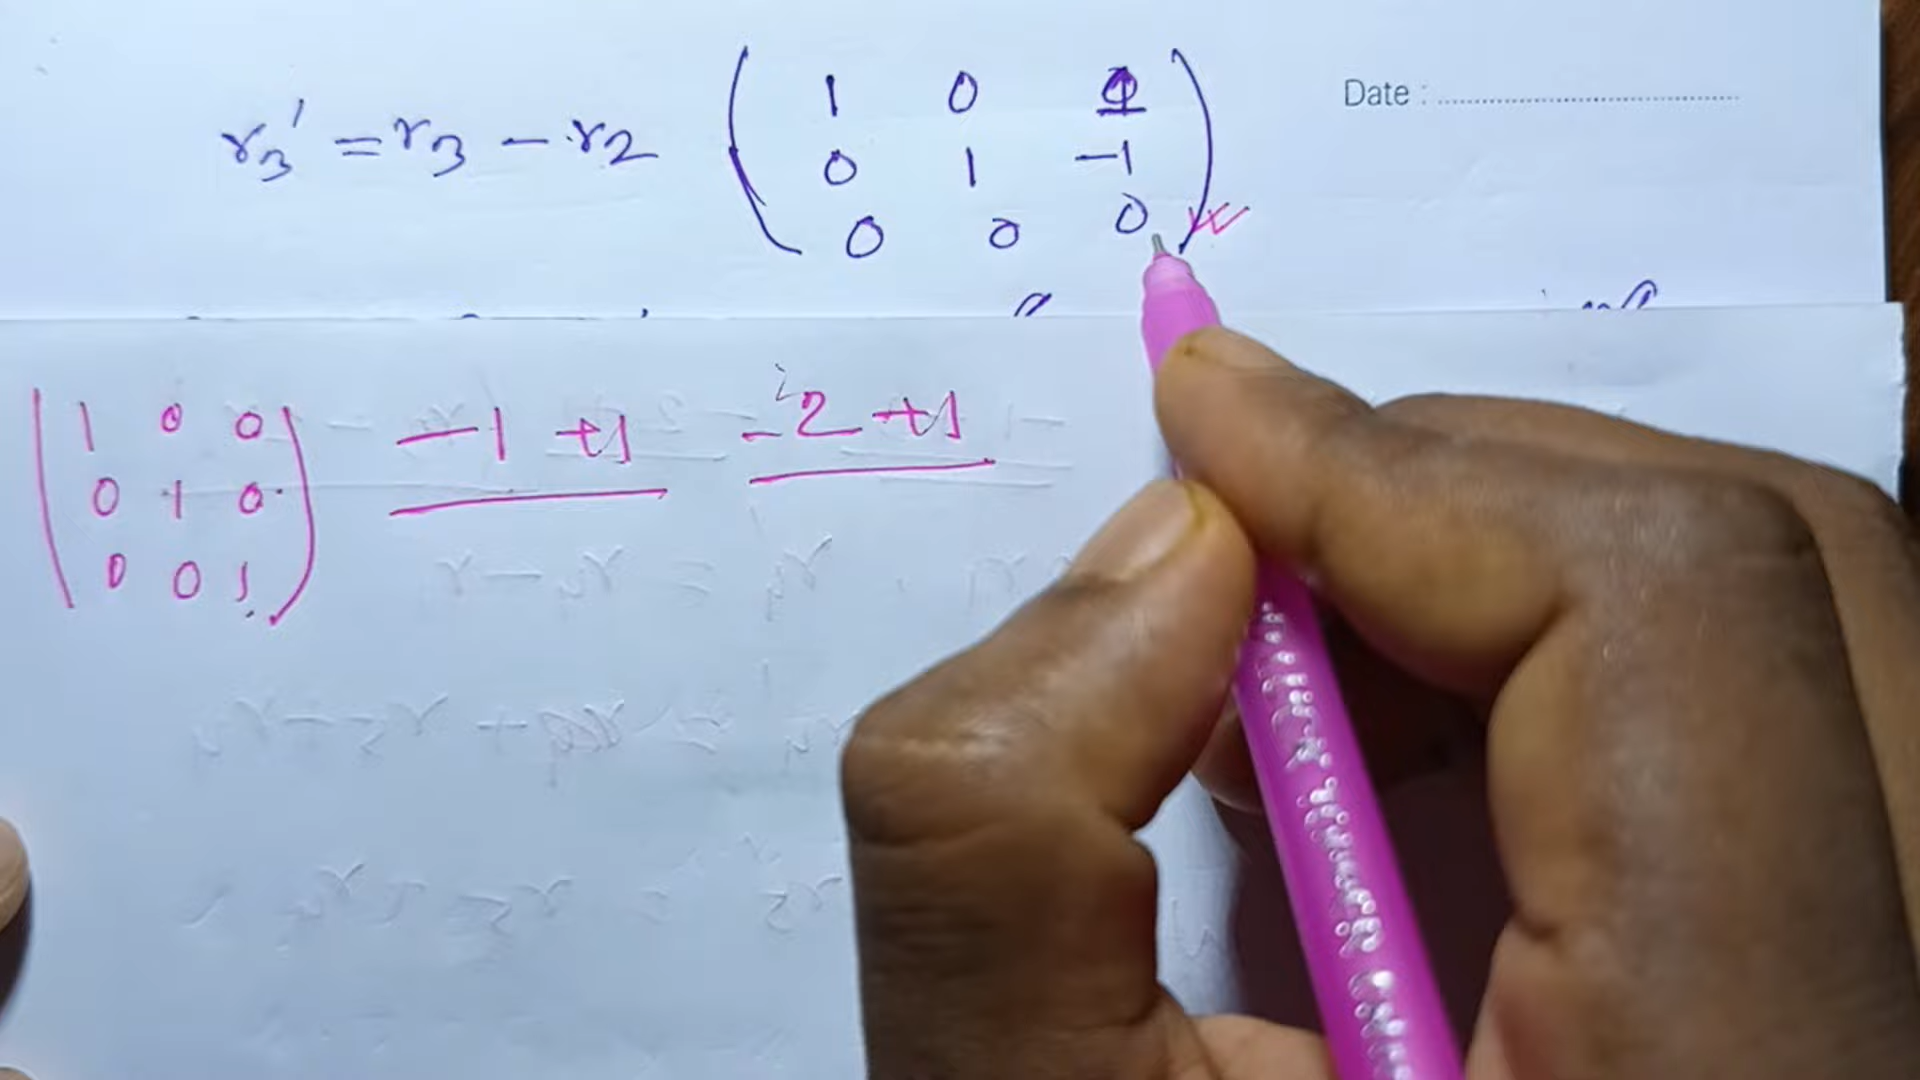 Date :
r3' = r3 - r2
1 0
0 1 -1
0 0 0
1 0 0
0 1 0
0 0 1
-1 +1
-2 +1